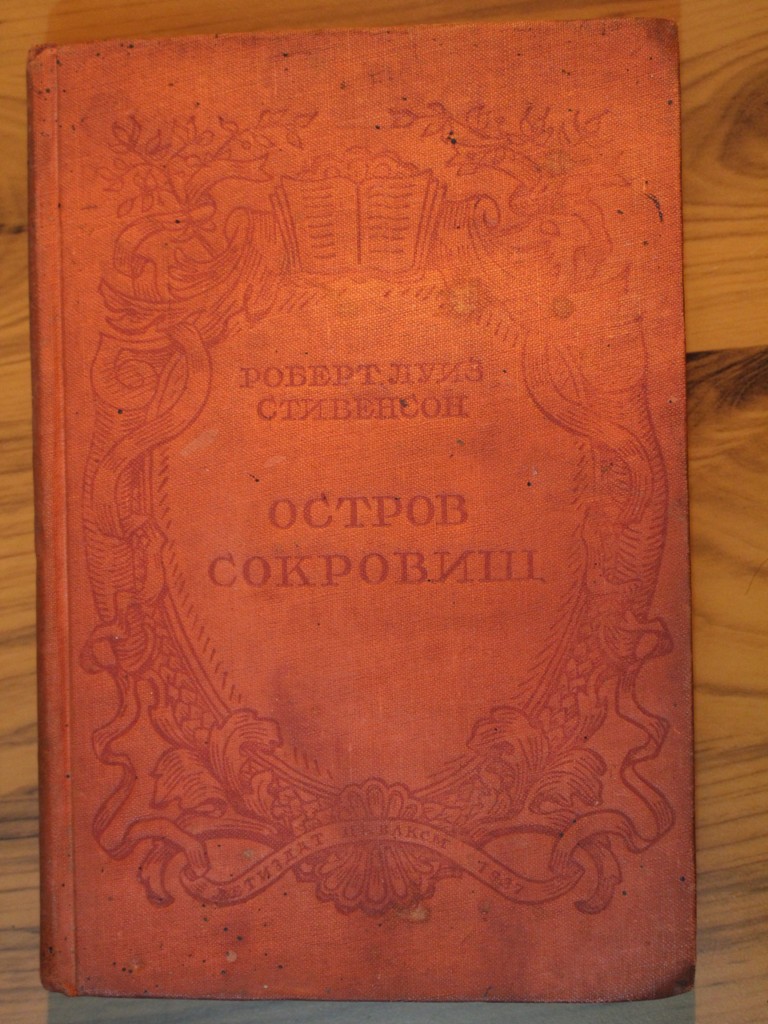 РОБЕРТ ЛУИЗ
СТИВЕНСОН
ОСТРОВ
СОКРОВИЩ
ДЕТИЗДАТ ЦК ВЛКСМ 1937